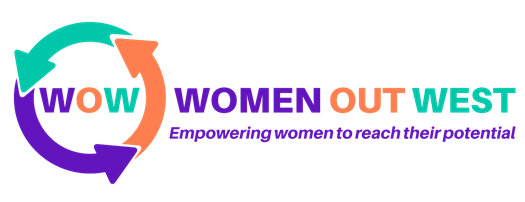 WOW WOMEN OUT WEST
Empowering women to reach their potential